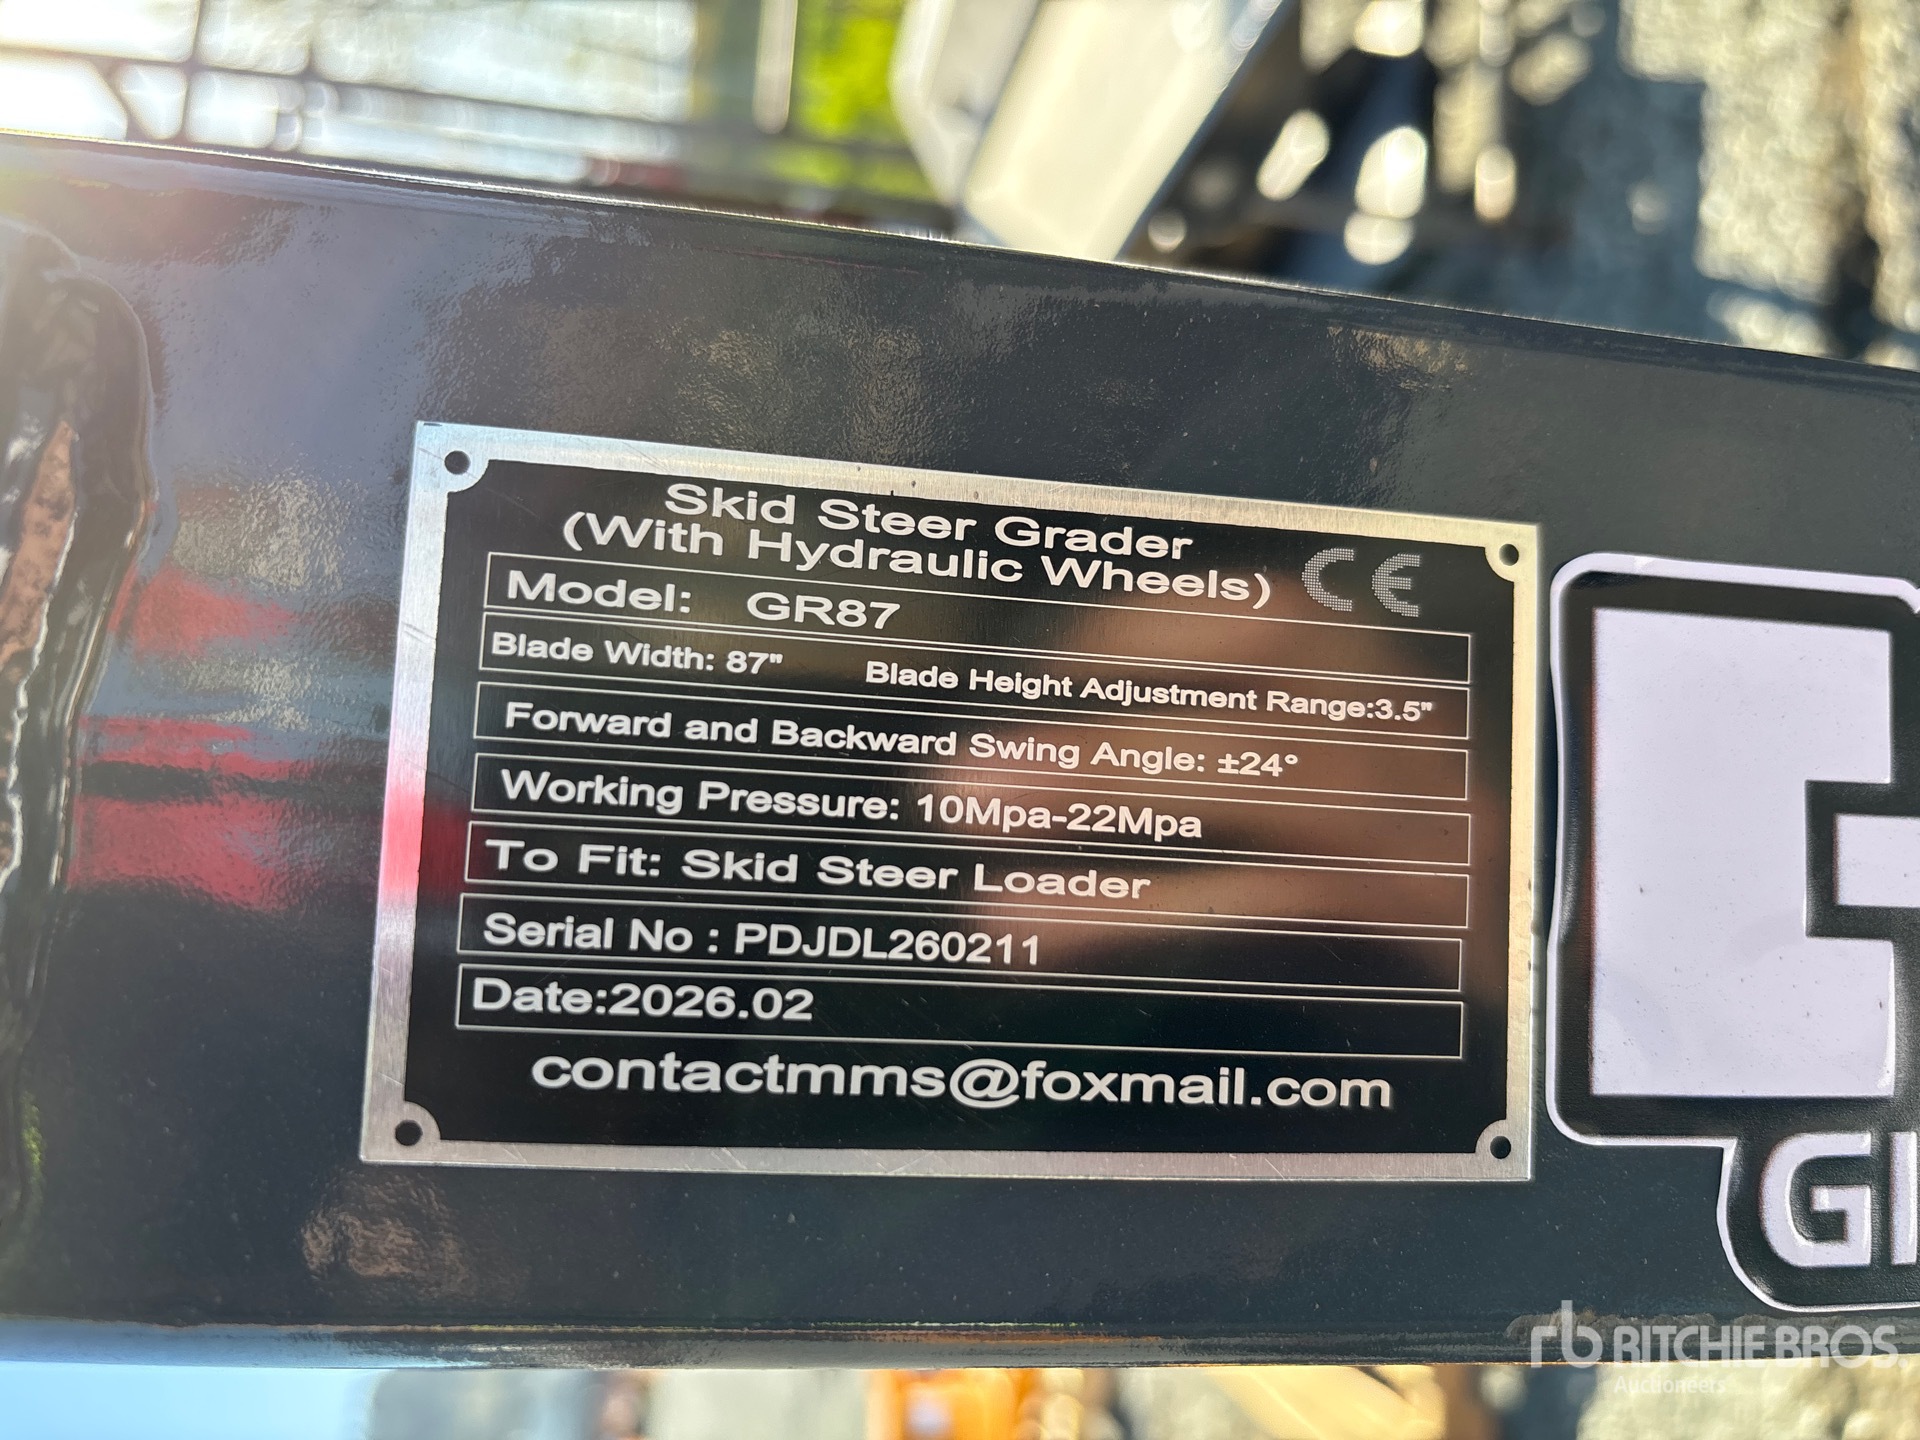 Skid Steer Grader
(With Hydraulic Wheels) CE
Model: GR87
Blade Width: 87" Blade Height Adjustment Range:3.5"
Forward and Backward Swing Angle: ±24°
Working Pressure: 10Mpa-22Mpa
To Fit: Skid Steer Loader
Serial No : PDJDL260211
Date:2026.02
contactmms@foxmail.com
rb RITCHIE BROS.
Auctioneers